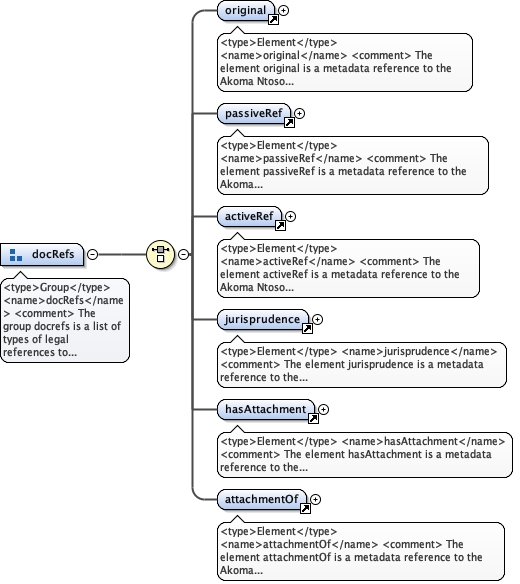 original
<type>Element</type>
<name>original</name> <comment> The
element original is a metadata reference to the
Akoma Ntoso...
passiveRef
<type>Element</type>
<name>passiveRef</name> <comment> The
element passiveRef is a metadata reference to the
Akoma...
activeRef
<type>Element</type>
<name>activeRef</name> <comment> The
element activeRef is a metadata reference to the
Akoma Ntoso...
docRefs
<type>Group</type>
<name>docRefs</name
> <comment> The
group docrefs is a list of
types of legal
references to...
jurisprudence
<type>Element</type> <name>jurisprudence</name>
<comment> The element jurisprudence is a metadata
reference to the...
hasAttachment
<type>Element</type> <name>hasAttachment</name>
<comment> The element hasAttachment is a metadata
reference to the...
attachmentOf
<type>Element</type>
<name>attachmentOf</name> <comment> The
element attachmentOf is a metadata reference to the
Akoma...